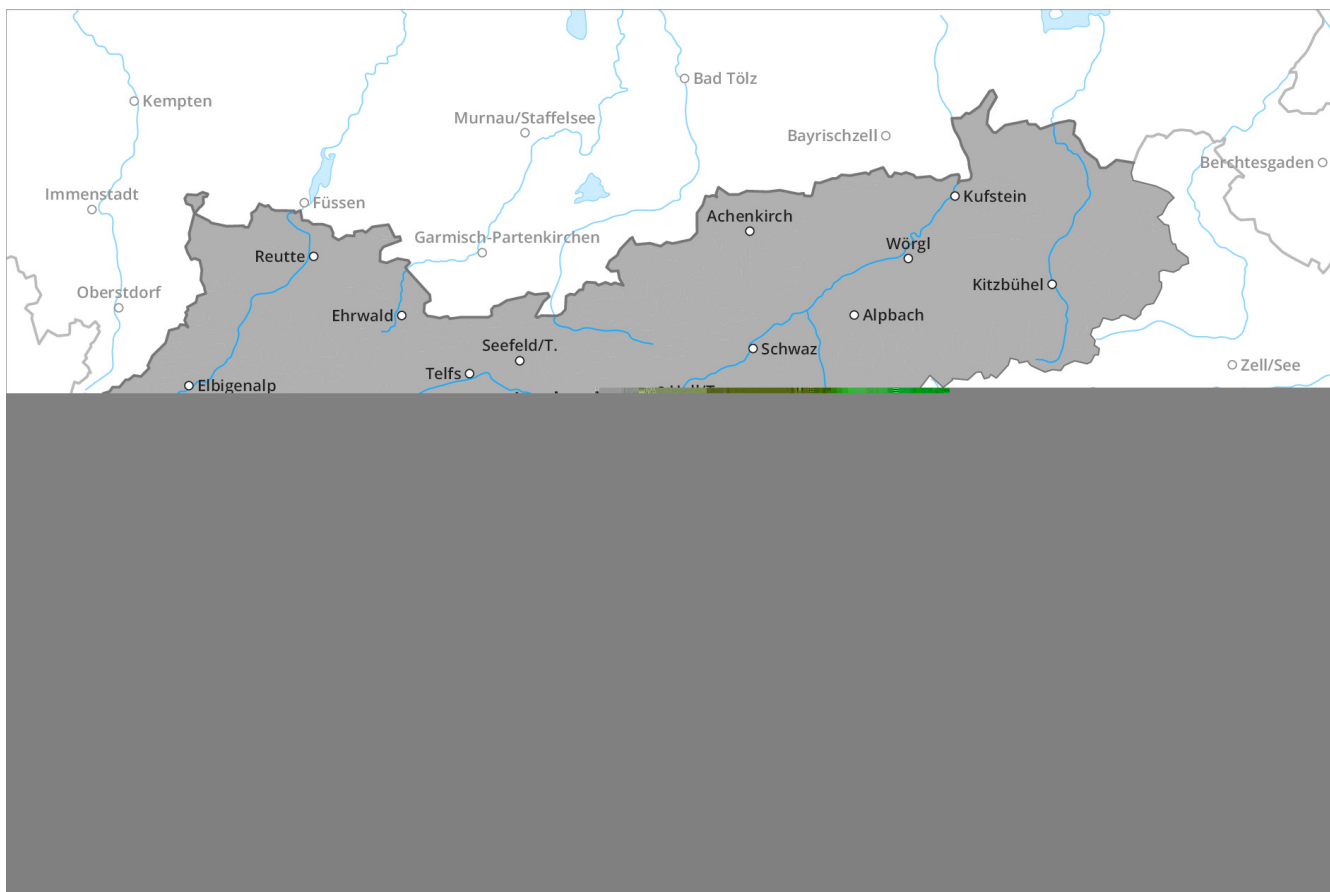 Bad Tölz
Kempten
Murnau/Staffelsee
Bayrischzell
Berchtesgaden
Immenstadt
Füssen
Kufstein
Achenkirch
Garmisch-Partenkirchen
Wörgl
Reutte
Kitzbühel
Oberstdorf
Ehrwald
Alpbach
Seefeld/T.
Schwaz
Zell/See
Telfs
Elbigenalp